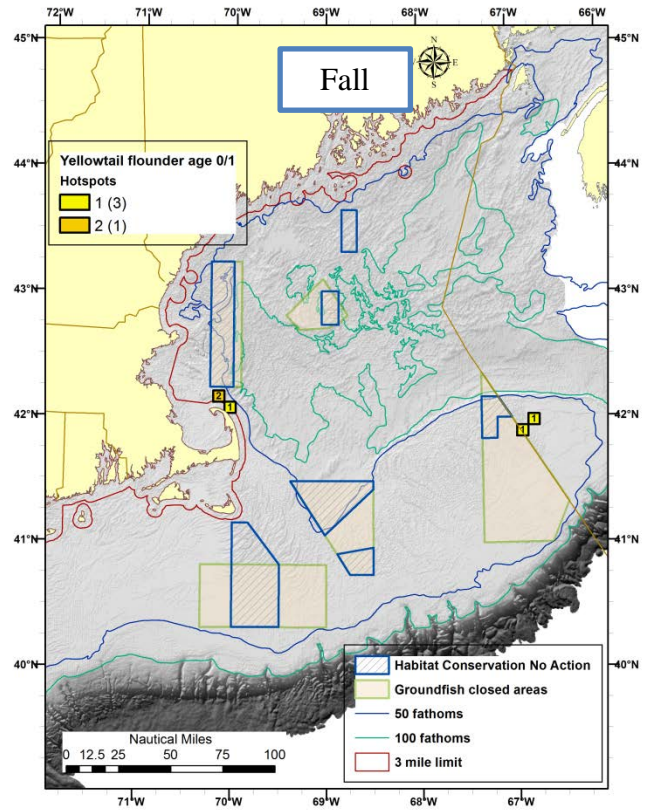 71°W 70°W 69°W 68°W 67°W 66°W
45°N 45°N
Fall
N
W E
S
Yellowtail flounder age 0/1
Hotspots
1 (3)
2 (1)
44°N 44°N
43°N 43°N
42°N 42°N
2
1
1
1
41°N 41°N
40°N 40°N
Habitat Conservation No Action
Groundfish closed areas
50 fathoms
100 fathoms
3 mile limit
Nautical Miles
0 12.5 25 50 75 100
71°W 70°W 69°W 68°W 67°W